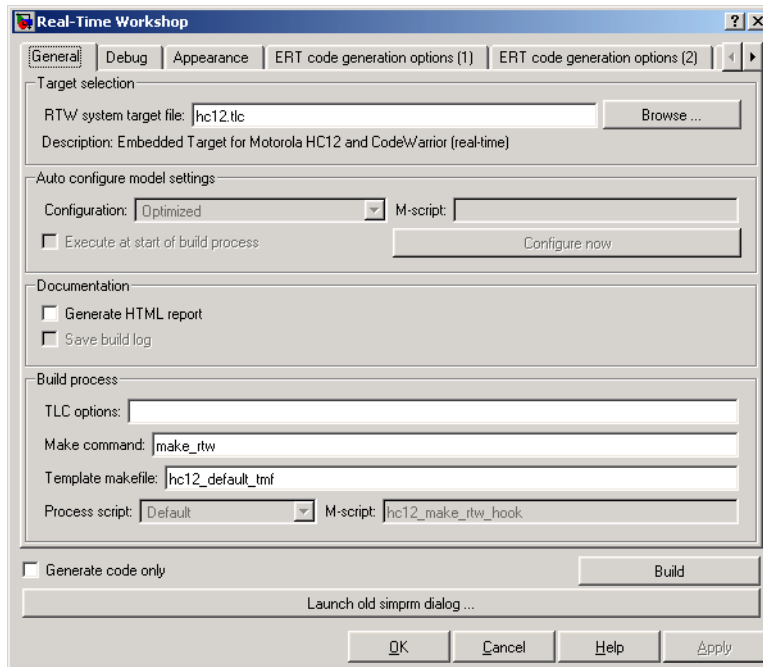 Real-Time Workshop
General Debug Appearance ERT code generation options (1) ERT code generation options (2)
Target selection
RTW system target file: hc12.tlc Browse ...
Description: Embedded Target for Motorola HC12 and CodeWarrior (real-time)
Auto configure model settings
Configuration: Optimized M-script:
Execute at start of build process Configure now
Documentation
Generate HTML report
Save build log
Build process
TLC options:
Make command: make_rtw
Template makefile: hc12_default_tmf
Process script: Default M-script: hc12_make_rtw_hook
Generate code only Build
Launch old simprm dialog ...
OK Cancel Help Apply